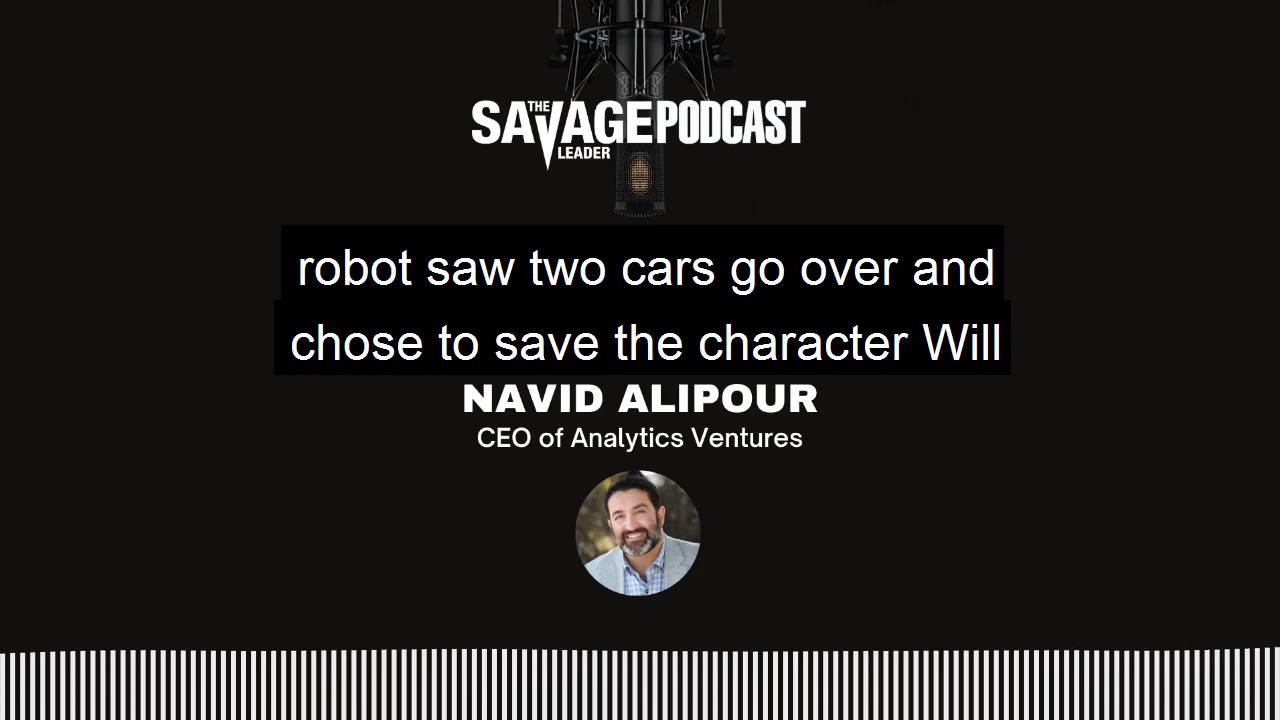 THE
SAVAGE PODCAST
LEADER
robot saw two cars go over and
chose to save the character Will
NAVID ALIPOUR
CEO of Analytics Ventures